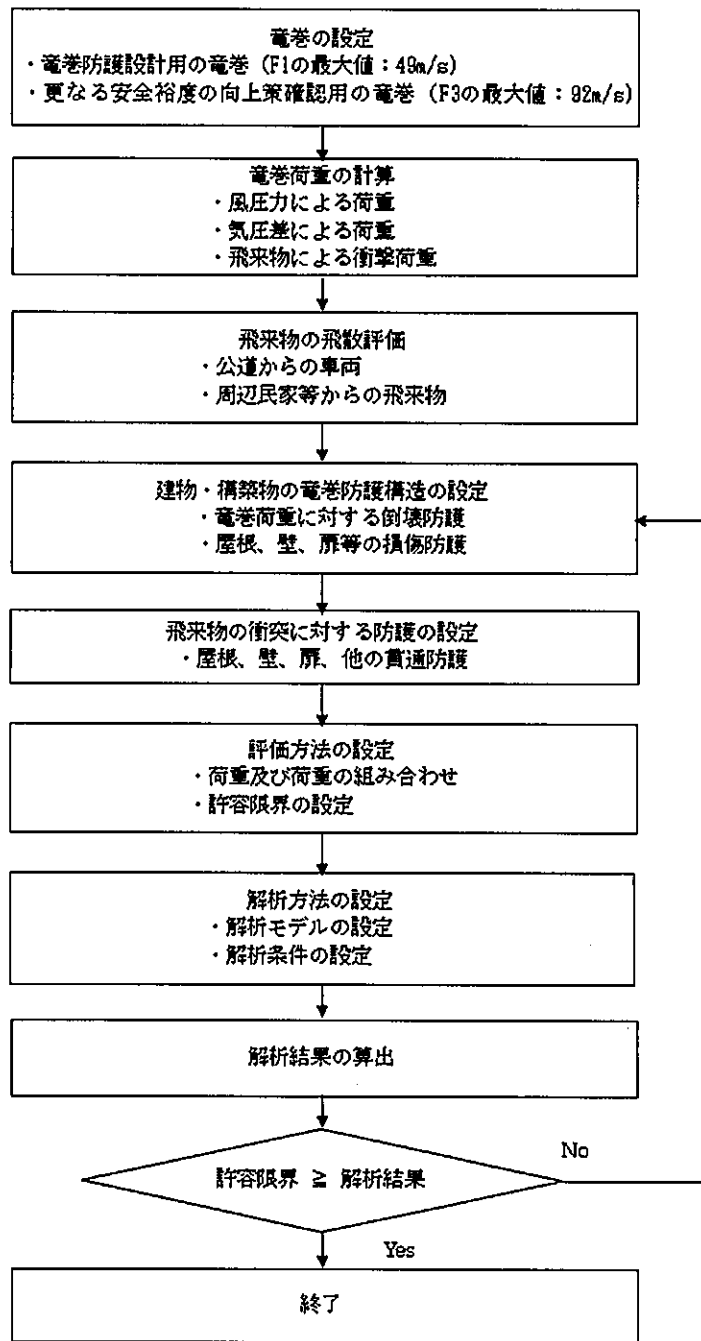 竜巻の設定
・竜巻防護設計用の竜巻 (F1の最大値：49m/s)
・更なる安全裕度の向上策確認用の竜巻 (F3の最大値：92m/s)
竜巻荷重の計算
・風圧力による荷重
・気圧差による荷重
・飛来物による衝撃荷重
飛来物の飛散評価
・公道からの車両
・周辺民家等からの飛来物
建物・構築物の竜巻防護構造の設定
・竜巻荷重に対する倒壊防護
・屋根、壁、扉等の損傷防護
飛来物の衝突に対する防護の設定
・屋根、壁、扉、他の貫通防護
評価方法の設定
・荷重及び荷重の組み合わせ
・許容限界の設定
解析方法の設定
・解析モデルの設定
・解析条件の設定
解析結果の算出
許容限界 ≧ 解析結果
No
Yes
終了